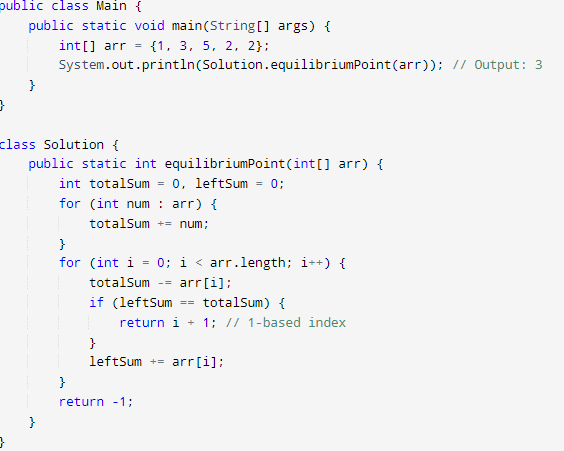 public class Main {
    public static void main(String[] args) {
        int[] arr = {1, 3, 5, 2, 2};
        System.out.println(Solution.equilibriumPoint(arr)); // Output: 3
    }
}

class Solution {
    public static int equilibriumPoint(int[] arr) {
        int totalSum = 0, leftSum = 0;
        for (int num : arr) {
            totalSum += num;
        }
        for (int i = 0; i < arr.length; i++) {
            totalSum -= arr[i];
            if (leftSum == totalSum) {
                return i + 1; // 1-based index
            }
            leftSum += arr[i];
        }
        return -1;
    }
}